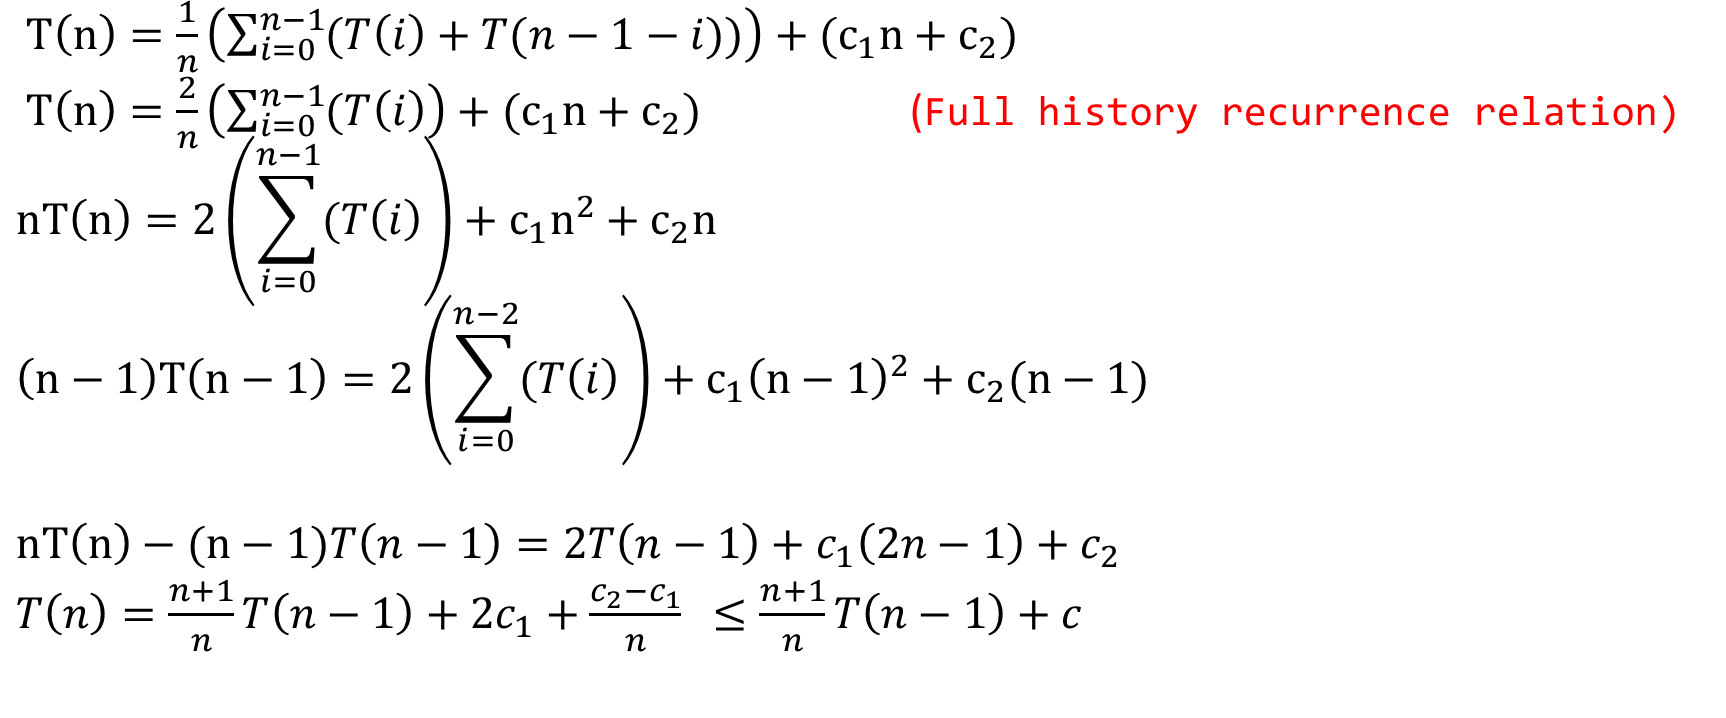 T(n) = 1/n (∑_{i=0}^{n−1}(T(i) + T(n − 1 − i))) + (c₁n + c₂)
T(n) = 2/n (∑_{i=0}^{n−1}(T(i)) + (c₁n + c₂) (Full history recurrence relation)
nT(n) = 2 (∑_{i=0}^{n−1}(T(i)) + c₁n² + c₂n
(n − 1)T(n − 1) = 2 (∑_{i=0}^{n−2}(T(i)) + c₁(n − 1)² + c₂(n − 1)
nT(n) − (n − 1)T(n − 1) = 2T(n − 1) + c₁(2n − 1) + c₂
T(n) = n+1/n T(n − 1) + 2c₁ + c₂−c₁/n ≤ n+1/n T(n − 1) + c